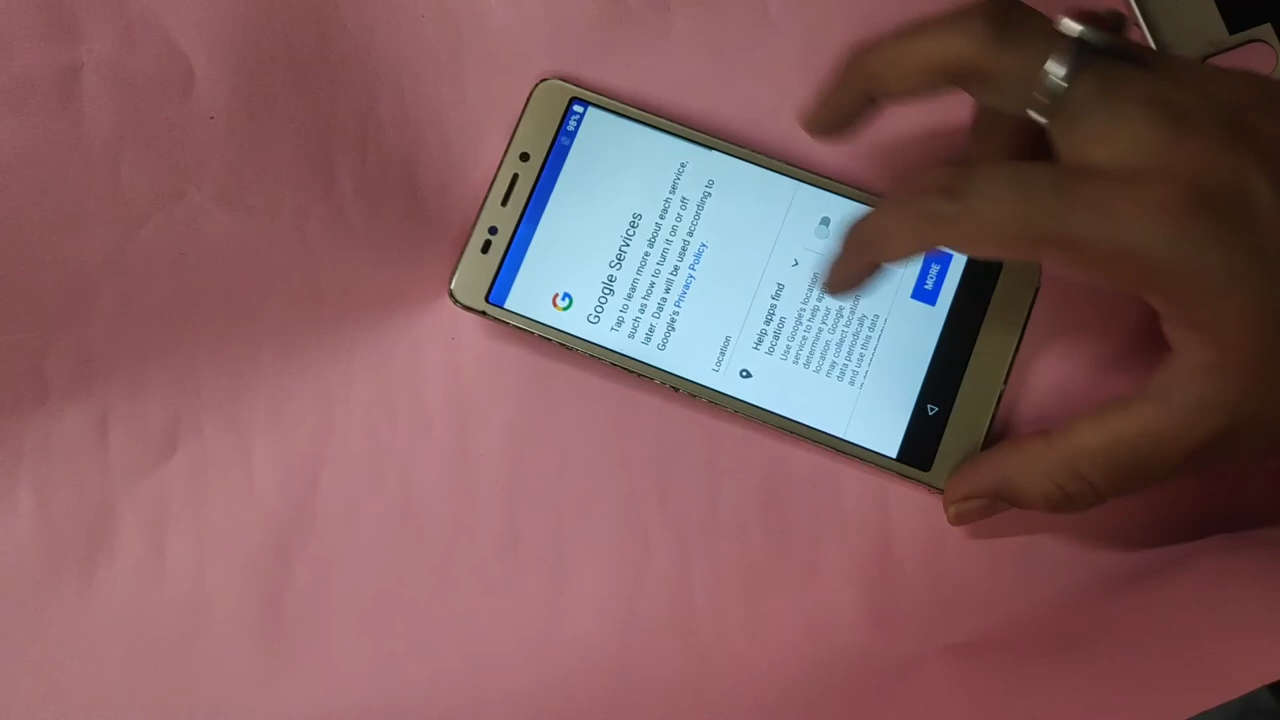 98%
Google Services
Tap to learn more about each service,
such as how to turn it on or off
later. Data will be used according to
Google's Privacy Policy.
Location
Help apps find
location
Use Google's location
service to help apps
determine your
location. Google
may collect location
data periodically
and use this data
MORE